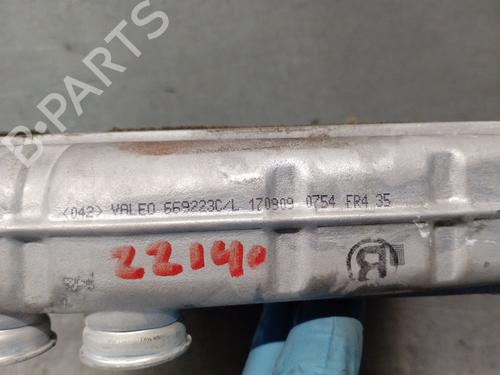 <042> VALEO 669223C/L 170909 0754 FR4 35
22140
R
B-PARTS